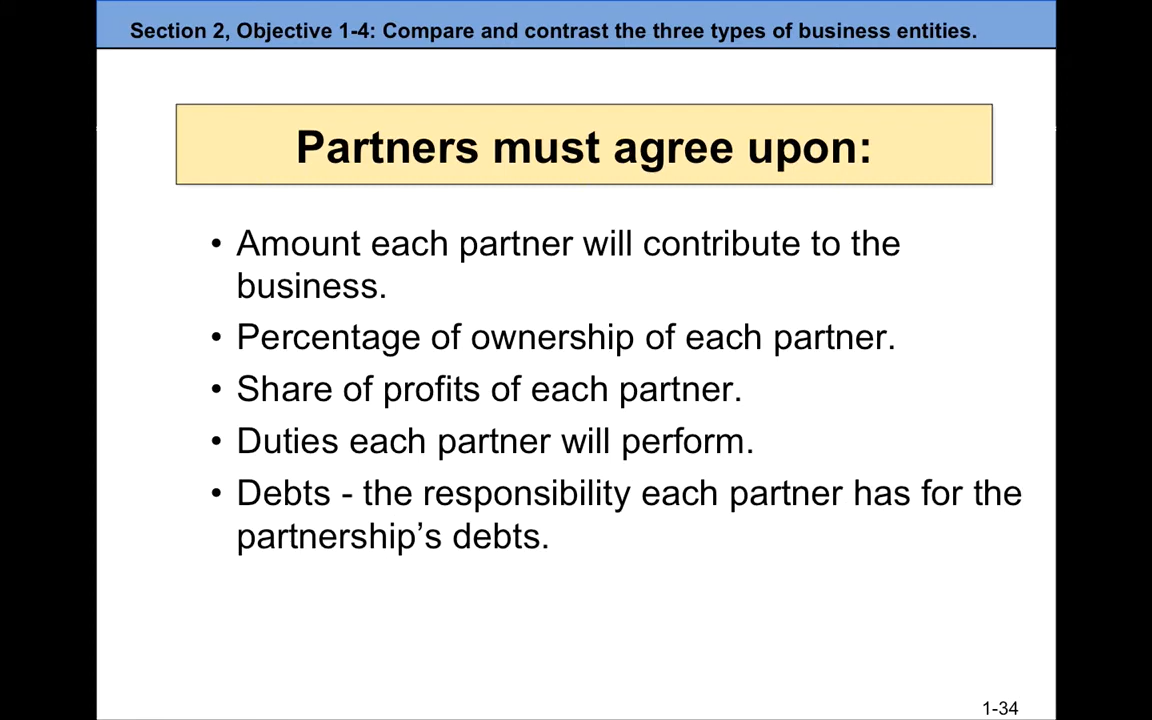 Section 2, Objective 1-4: Compare and contrast the three types of business entities.
Partners must agree upon:
• Amount each partner will contribute to the
business.
• Percentage of ownership of each partner.
• Share of profits of each partner.
• Duties each partner will perform.
• Debts - the responsibility each partner has for the
partnership’s debts.
1-34